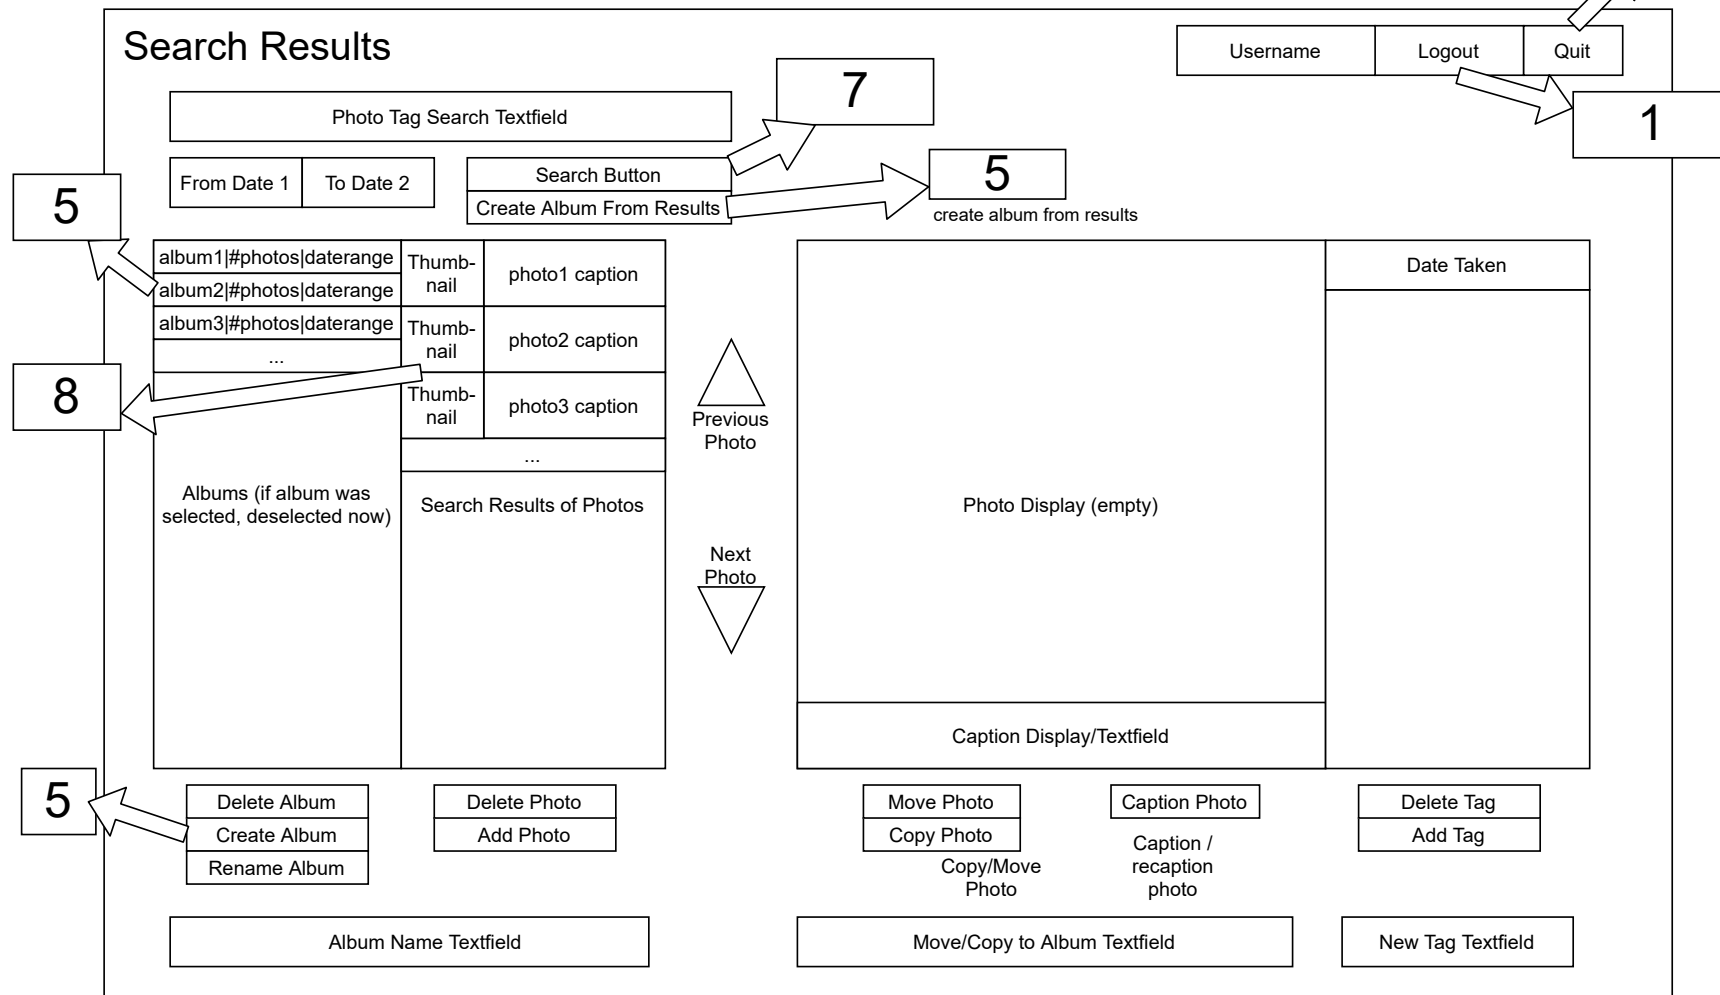 Search Results
Username
Logout
Quit
7
1
Photo Tag Search Textfield
From Date 1
To Date 2
Search Button
Create Album From Results
5
create album from results
5
album1|#photos|daterange
album2|#photos|daterange
album3|#photos|daterange
...
Thumb-
nail
photo1 caption
Thumb-
nail
photo2 caption
Thumb-
nail
photo3 caption
...
8
Albums (if album was
selected, deselected now)
Search Results of Photos
Previous
Photo
Next
Photo
Photo Display (empty)
Date Taken
Caption Display/Textfield
5
Delete Album
Create Album
Rename Album
Delete Photo
Add Photo
Move Photo
Copy Photo
Copy/Move
Photo
Caption Photo
Caption /
recaption
photo
Delete Tag
Add Tag
Album Name Textfield
Move/Copy to Album Textfield
New Tag Textfield